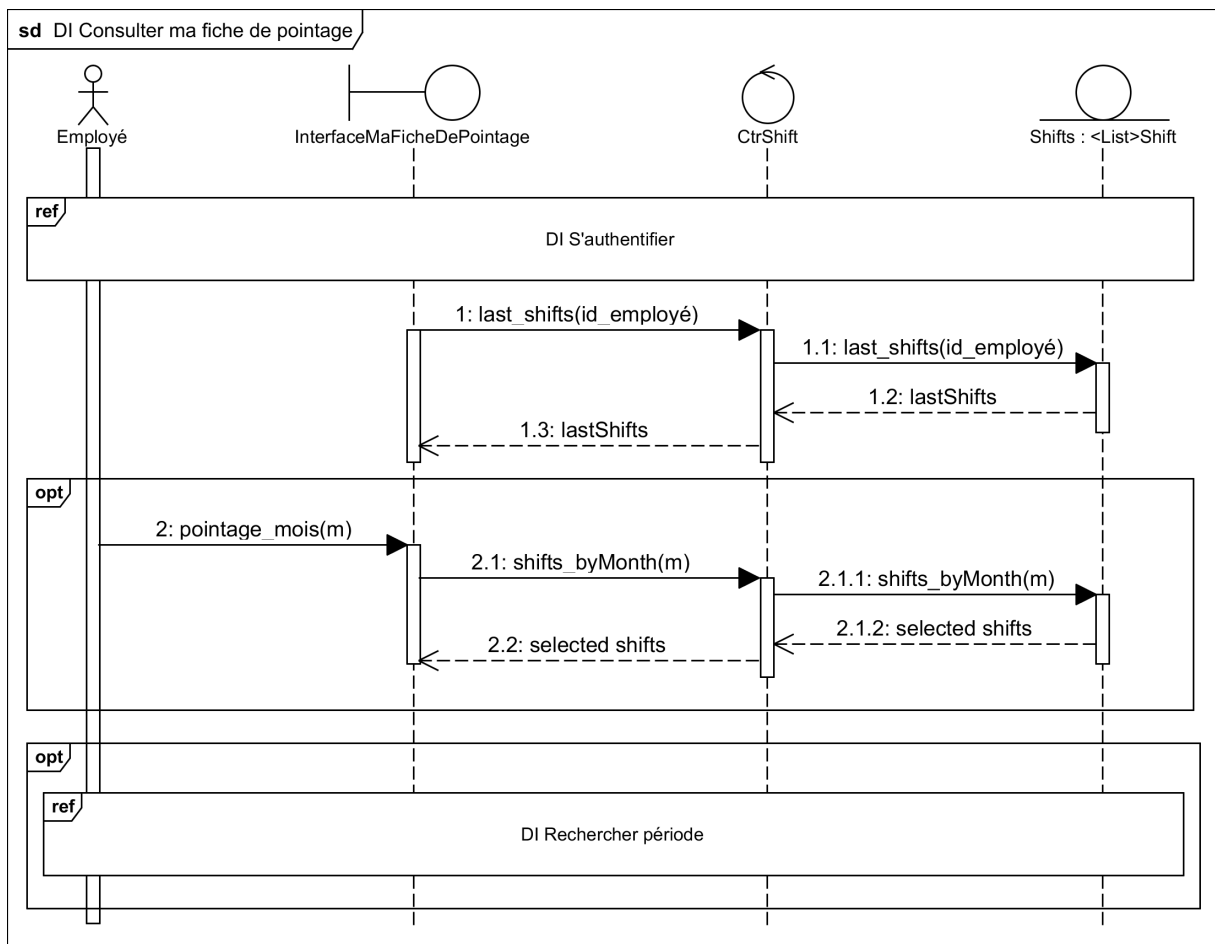 sd DI Consulter ma fiche de pointage
Employé
InterfaceMaFicheDePointage
CtrShift
Shifts : <List>Shift
ref
DI S'authentifier
1: last_shifts(id_employé)
1.1: last_shifts(id_employé)
1.2: lastShifts
1.3: lastShifts
opt
2: pointage_mois(m)
2.1: shifts_byMonth(m)
2.1.1: shifts_byMonth(m)
2.1.2: selected shifts
2.2: selected shifts
opt
ref
DI Rechercher période